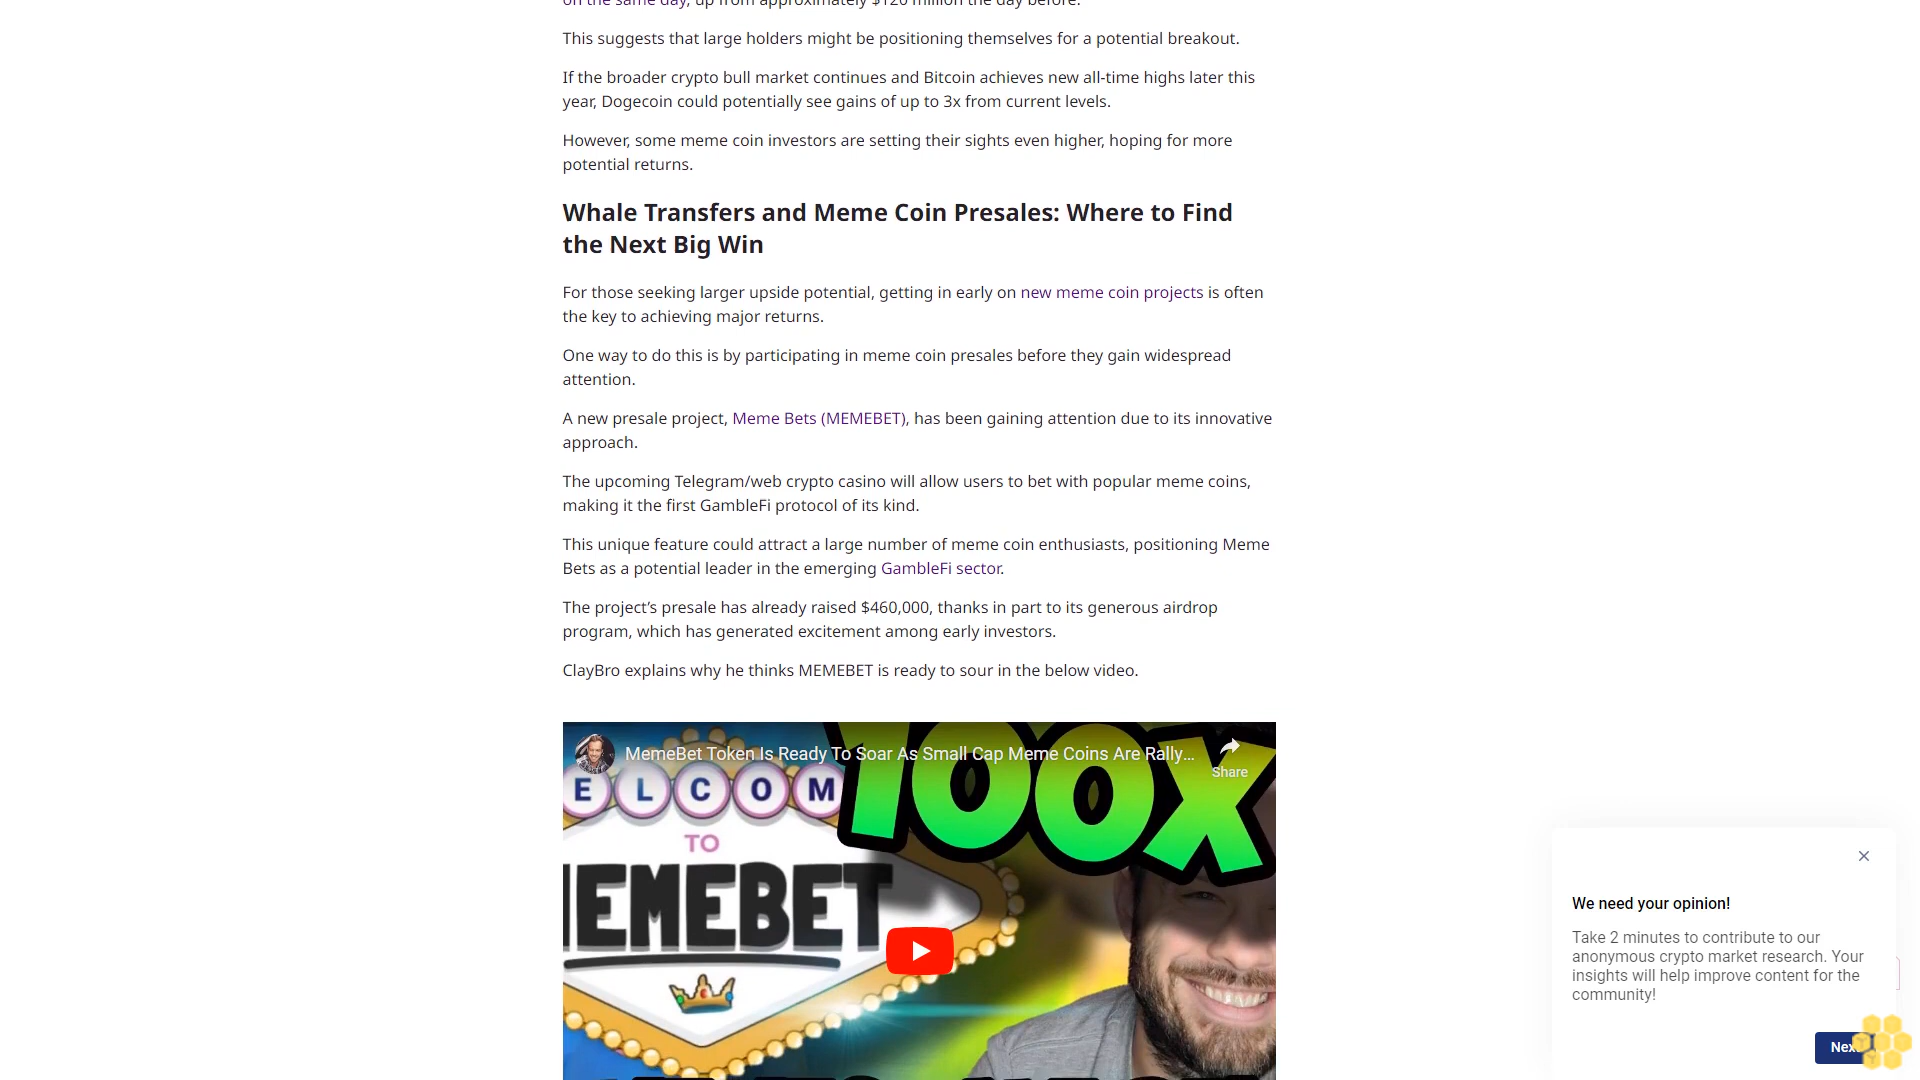 on the same day, up from approximately $120 million the day before.
This suggests that large holders might be positioning themselves for a potential breakout.
If the broader crypto bull market continues and Bitcoin achieves new all-time highs later this
year, Dogecoin could potentially see gains of up to 3x from current levels.
However, some meme coin investors are setting their sights even higher, hoping for more
potential returns.
Whale Transfers and Meme Coin Presales: Where to Find
the Next Big Win
For those seeking larger upside potential, getting in early on new meme coin projects is often
the key to achieving major returns.
One way to do this is by participating in meme coin presales before they gain widespread
attention.
A new presale project, Meme Bets (MEMEBET), has been gaining attention due to its innovative
approach.
The upcoming Telegram/web crypto casino will allow users to bet with popular meme coins,
making it the first GambleFi protocol of its kind.
This unique feature could attract a large number of meme coin enthusiasts, positioning Meme
Bets as a potential leader in the emerging GambleFi sector.
The project’s presale has already raised $460,000, thanks in part to its generous airdrop
program, which has generated excitement among early investors.
ClayBro explains why he thinks MEMEBET is ready to sour in the below video.
MemeBet Token Is Ready To Soar As Small Cap Meme Coins Are Rally...
Share
100X
ELCOM
TO
MEMEBET
We need your opinion!
Take 2 minutes to contribute to our
anonymous crypto market research. Your
insights will help improve content for the
community!
Nex